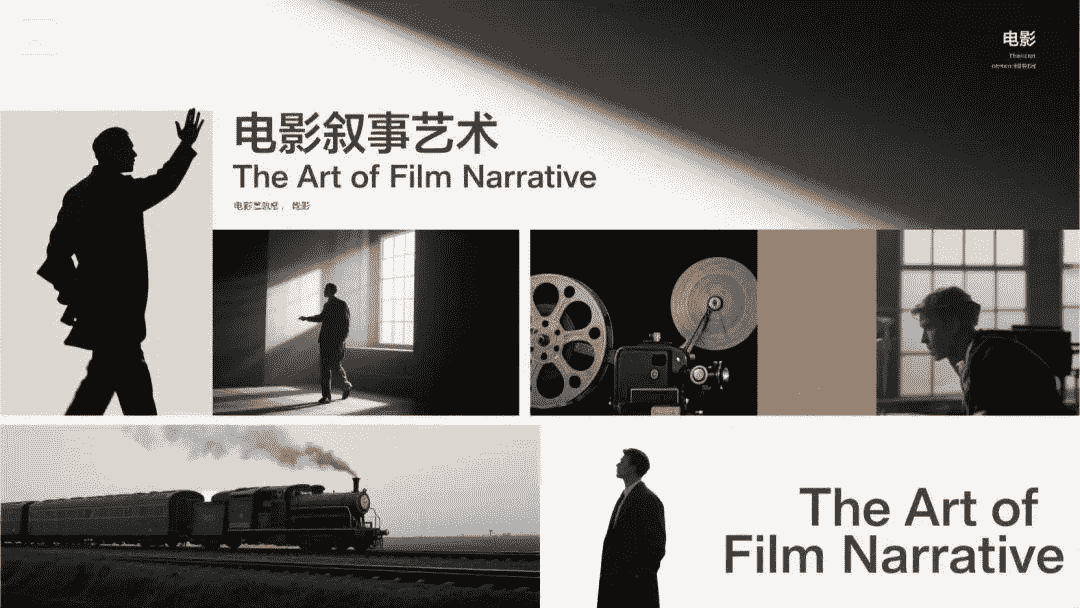 电影
电影叙事艺术
The Art of Film Narrative
The Art of
Film Narrative